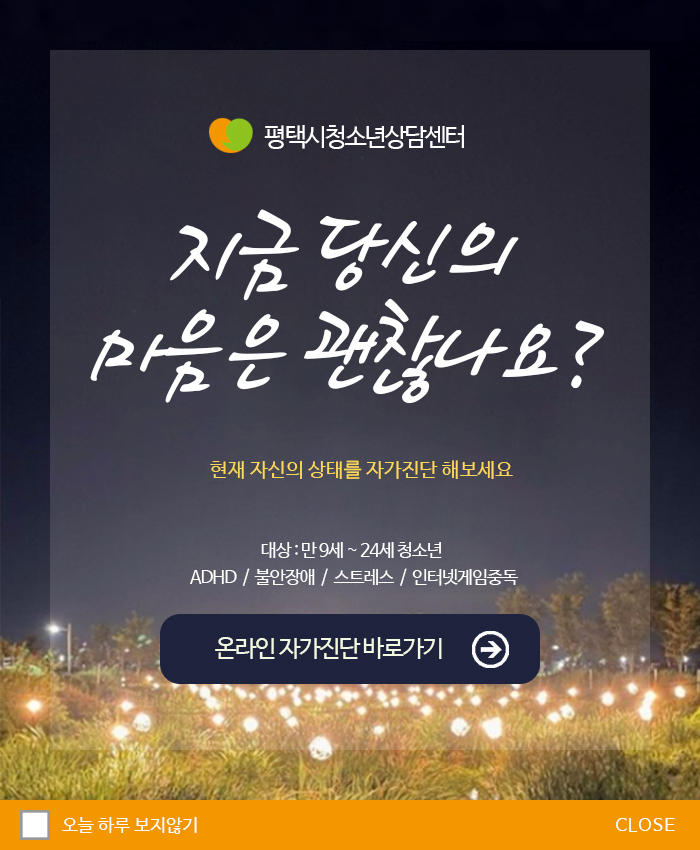 평택시청소년상담센터
지금 당신의
마음은 괜찮나요?
현재 자신의 상태를 자가진단 해보세요
대상 : 만 9세 ~ 24세 청소년
ADHD / 불안장애 / 스트레스 / 인터넷게임중독
온라인 자가진단 바로가기
오늘 하루 보지않기 CLOSE